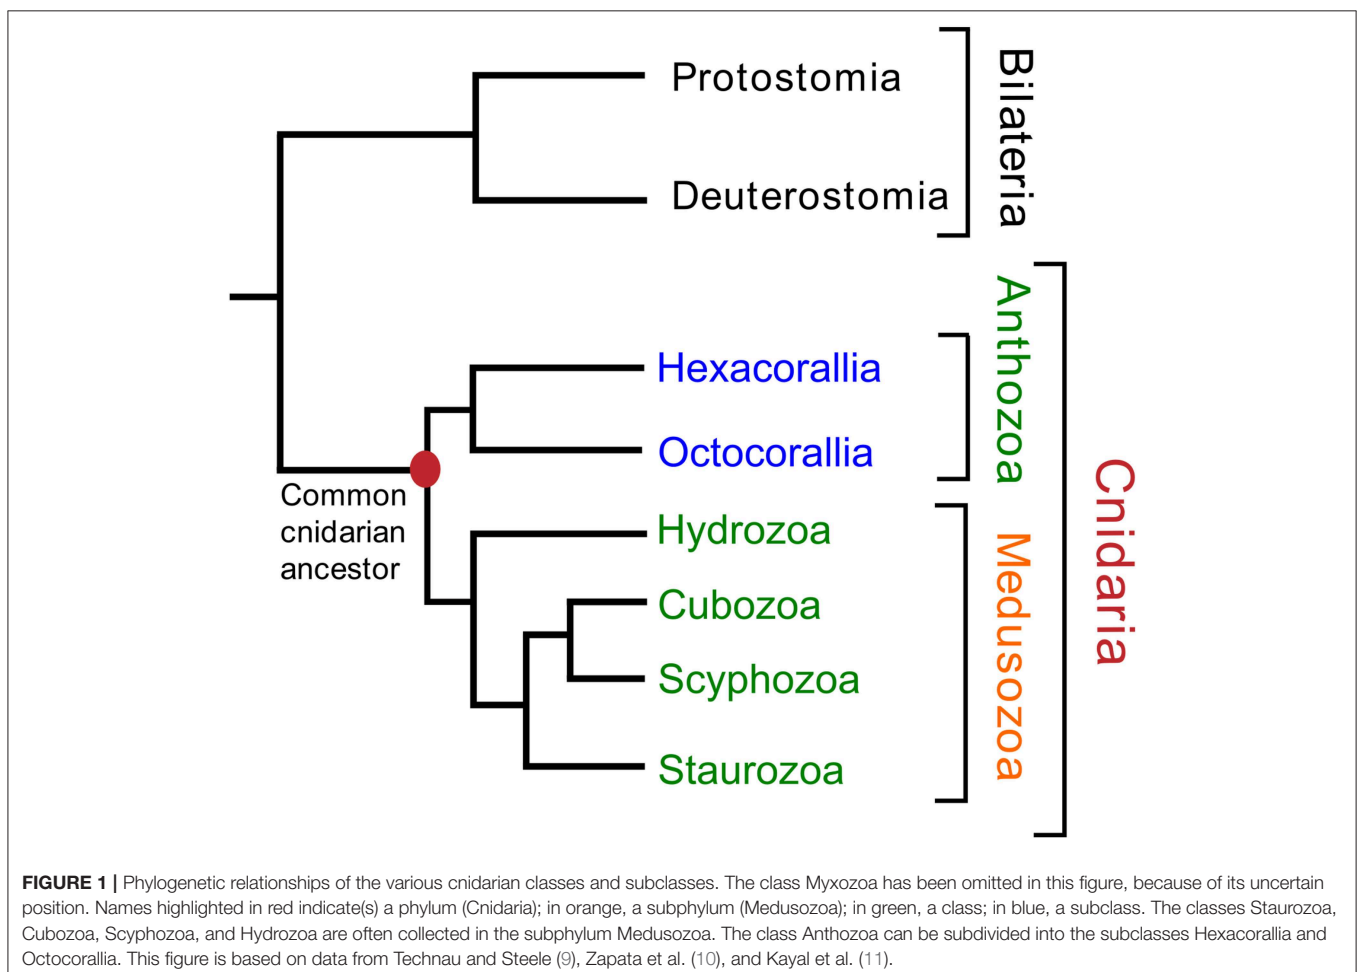 Protostomia
Deuterostomia
Bilateria
Hexacorallia
Octocorallia
Anthozoa
Common
cnidarian
ancestor
Hydrozoa
Cubozoa
Scyphozoa
Staurozoa
Medusozoa
Cnidaria
FIGURE 1 | Phylogenetic relationships of the various cnidarian classes and subclasses. The class Myxozoa has been omitted in this figure, because of its uncertain
position. Names highlighted in red indicate(s) a phylum (Cnidaria); in orange, a subphylum (Medusozoa); in green, a class; in blue, a subclass. The classes Staurozoa,
Cubozoa, Scyphozoa, and Hydrozoa are often collected in the subphylum Medusozoa. The class Anthozoa can be subdivided into the subclasses Hexacorallia and
Octocorallia. This figure is based on data from Technau and Steele (9), Zapata et al. (10), and Kayal et al. (11).